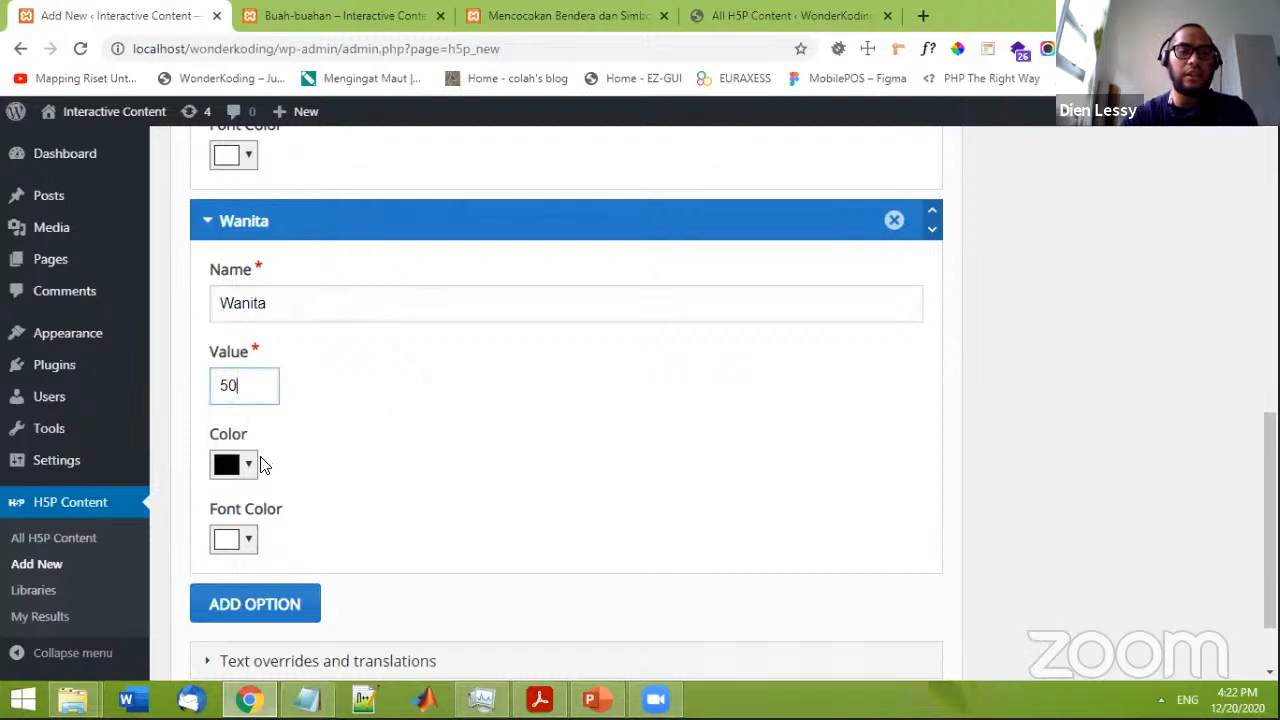 Add New ‹ Interactive Content —
Buah-buahan – Interactive Conte
Mencocokan Bendera dan Simbo
All H5P Content ‹ WonderKoding
localhost/wonderkoding/wp-admin/admin.php?page=h5p_new
26
Mapping Riset Unt...
WonderKoding – Ju...
Mengingat Maut |...
Home - colah's blog
Home - EZ-GUI
EURAXESS
MobilePOS – Figma
PHP The Right Way
Dien Lessy
Interactive Content
4
0
New
Dashboard
Posts
Media
Pages
Comments
Appearance
Plugins
Users
Tools
Settings
H5P Content
All H5P Content
Add New
Libraries
My Results
Collapse menu
Font Color
Wanita
Name *
Wanita
Value *
50
Color
Font Color
ADD OPTION
Text overrides and translations
zoom
ENG
4:22 PM
12/20/2020